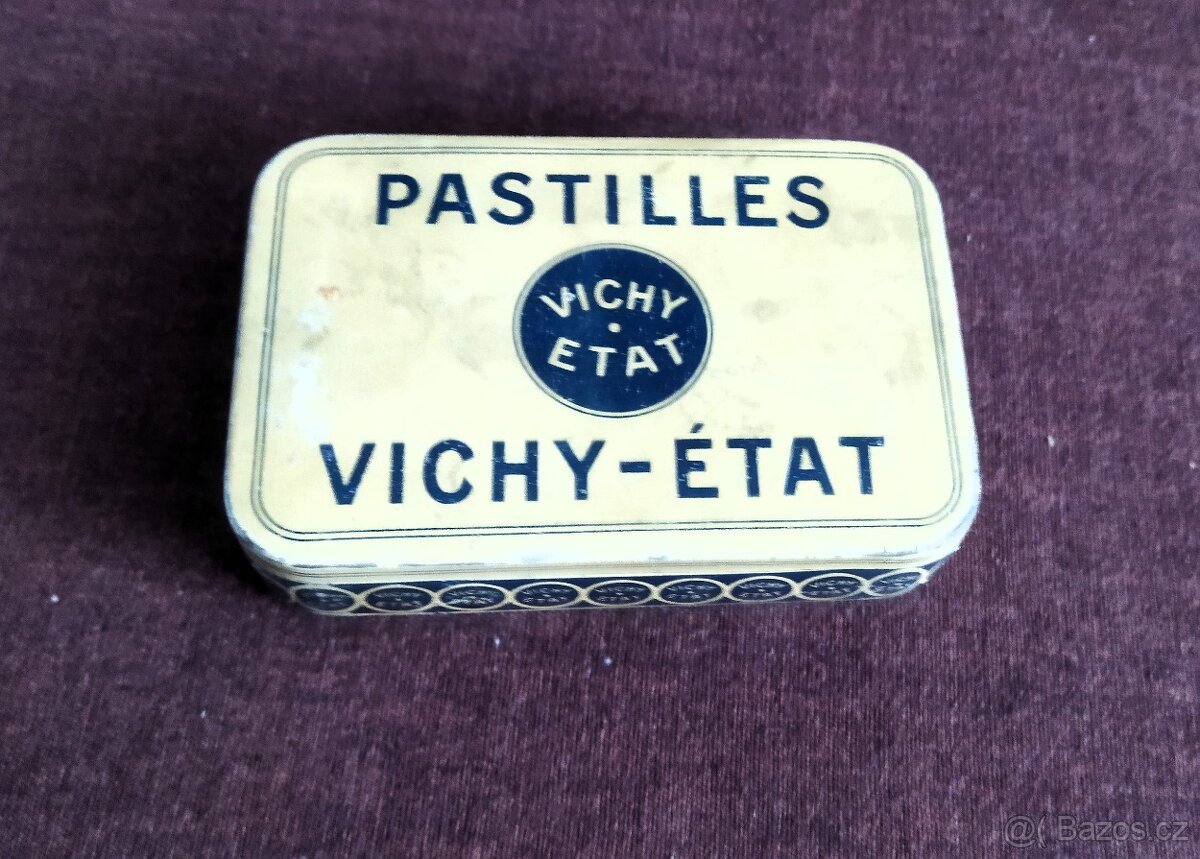 PASTILLES
VICHY
ETAT
VICHY-ÉTAT
@( Bazos.cz